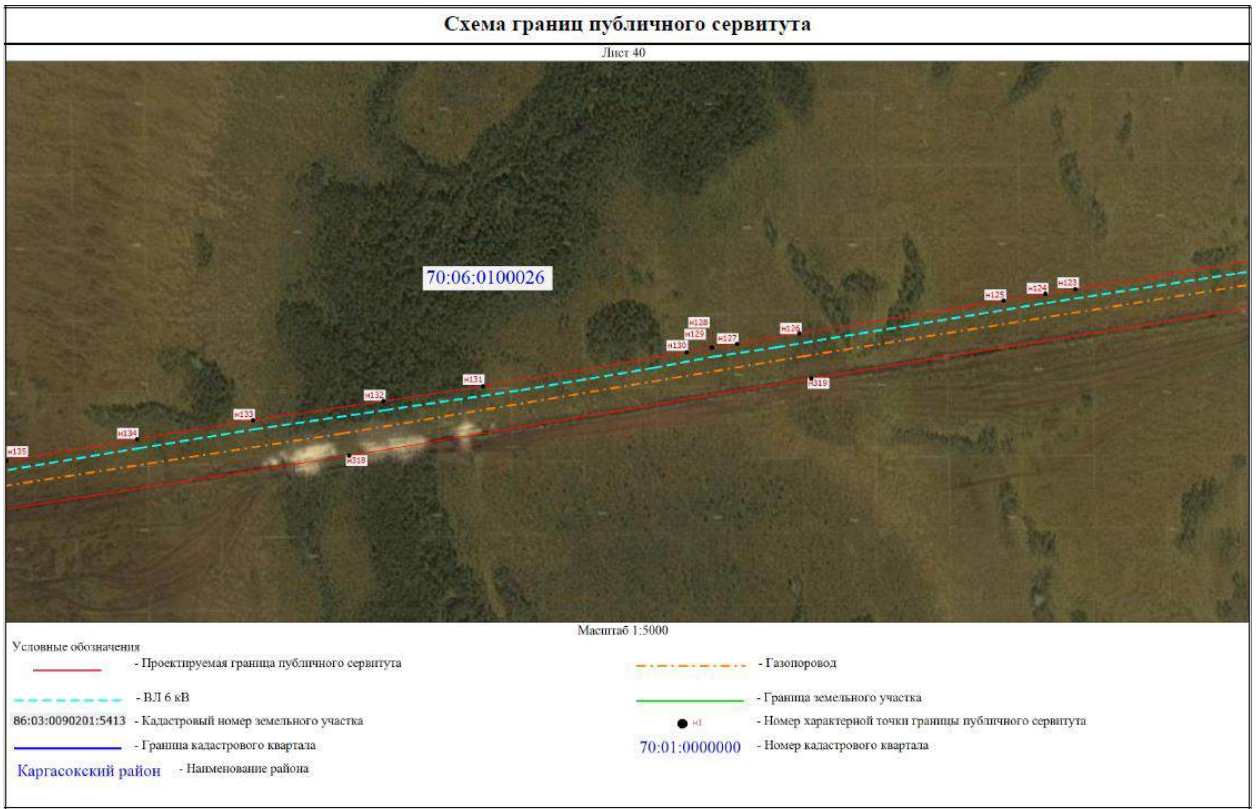 Схема границ публичного сервитута
Лист 40
70:06:0100026
н123
н124
н125
н126
н128
н129
н127
н130
н319
н131
н132
н133
н134
н135
н318
Масштаб 1:5000
Условные обозначения
- Проектируемая граница публичного сервитута
- Газопоровод
- ВЛ 6 кВ
- Граница земельного участка
86:03:0090201:5413 - Кадастровый номер земельного участка
н1 - Номер характерной точки границы публичного сервитута
- Граница кадастрового квартала
70:01:0000000 - Номер кадастрового квартала
Каргасокский район - Наименование района